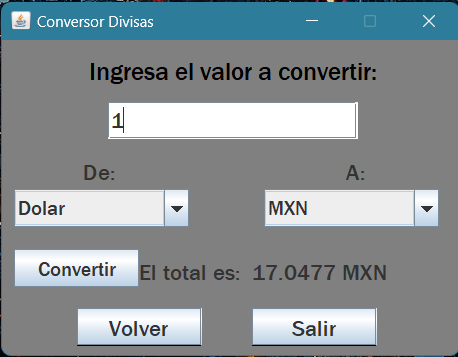 Conversor Divisas
Ingresa el valor a convertir:
1
De: A:
Dolar MXN
Convertir El total es: 17.0477 MXN
Volver Salir